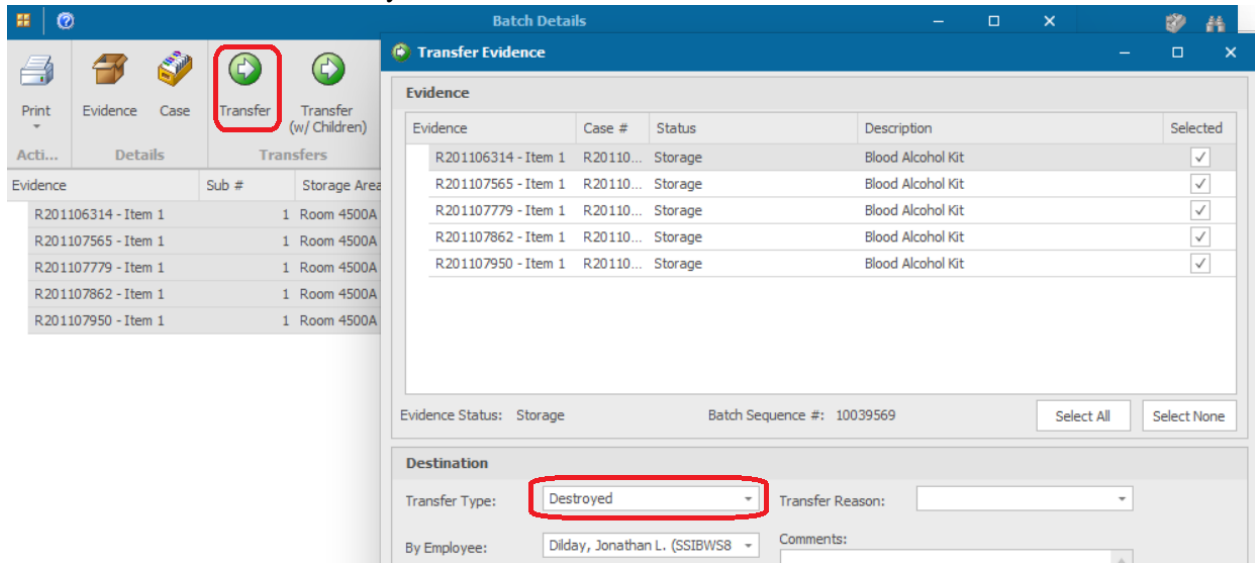 Batch Details
Transfer Evidence
Print
Evidence
Case
Transfer
Transfer
(w/ Children)
Acti...
Details
Transfers
Evidence Sub # Storage Area
R201106314 - Item 1 1 Room 4500A
R201107565 - Item 1 1 Room 4500A
R201107779 - Item 1 1 Room 4500A
R201107862 - Item 1 1 Room 4500A
R201107950 - Item 1 1 Room 4500A
Evidence
Evidence Case # Status Description Selected
R201106314 - Item 1 R20110... Storage Blood Alcohol Kit
R201107565 - Item 1 R20110... Storage Blood Alcohol Kit
R201107779 - Item 1 R20110... Storage Blood Alcohol Kit
R201107862 - Item 1 R20110... Storage Blood Alcohol Kit
R201107950 - Item 1 R20110... Storage Blood Alcohol Kit
Evidence Status: Storage Batch Sequence #: 10039569 Select All Select None
Destination
Transfer Type: Destroyed Transfer Reason:
By Employee: Dilday, Jonathan L. (SSIBWS8 Comments: